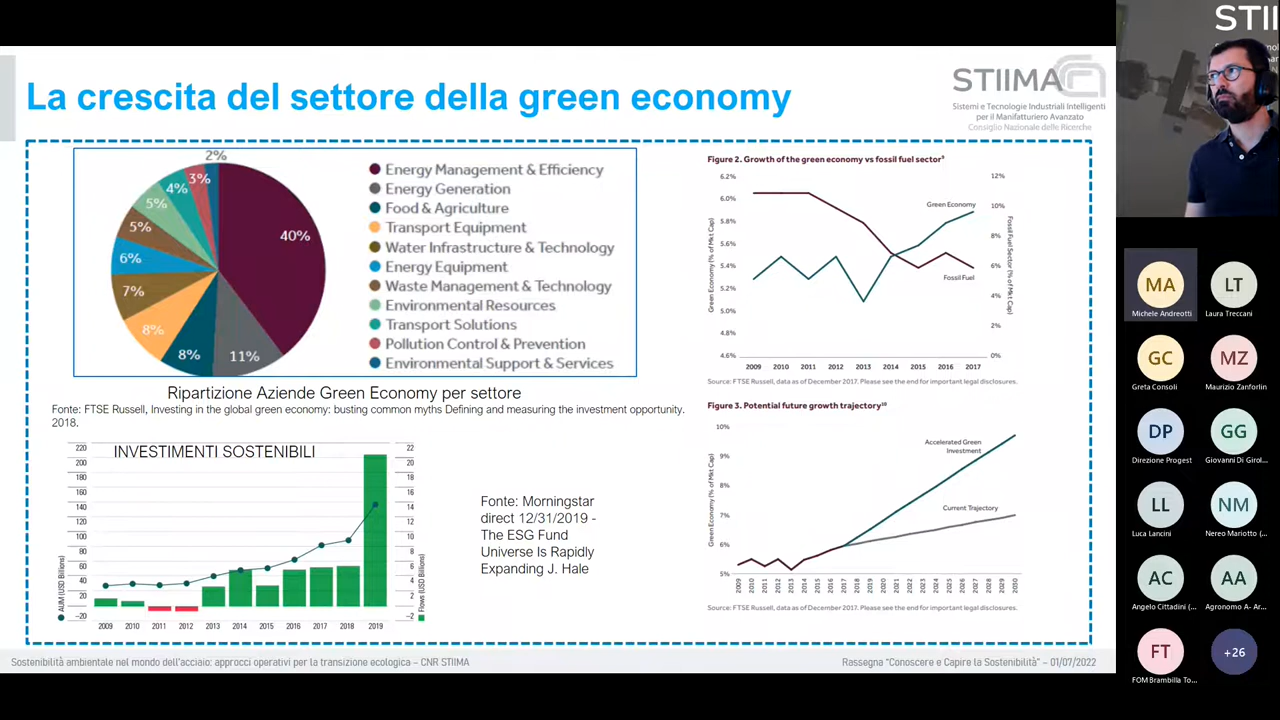 La crescita del settore della green economy
STIIMA
Sistemi e Tecnologie Industriali Intelligenti
per il Manifatturiero Avanzato
Consiglio Nazionale delle Ricerche
2%
3%
4%
5%
5%
6%
7%
8%
8%
11%
40%
Energy Management & Efficiency
Energy Generation
Food & Agriculture
Transport Equipment
Water Infrastructure & Technology
Energy Equipment
Waste Management & Technology
Environmental Resources
Transport Solutions
Pollution Control & Prevention
Environmental Support & Services
Ripartizione Aziende Green Economy per settore
Fonte: FTSE Russell, Investing in the global green economy: busting common myths Defining and measuring the investment opportunity.
2018.
INVESTIMENTI SOSTENIBILI
220
200
180
160
140
120
100
80
60
40
20
−20
AUM (USD Billions)
22
20
18
16
14
12
10
8
6
4
2
−2
Flows (USD Billions)
2009 2010 2011 2012 2013 2014 2015 2016 2017 2018 2019
Fonte: Morningstar
direct 12/31/2019 -
The ESG Fund
Universe Is Rapidly
Expanding J. Hale
Figure 2. Growth of the green economy vs fossil fuel sector⁹
6.2%
6.0%
5.8%
5.6%
5.4%
5.2%
5.0%
4.8%
4.6%
Green Economy (% of Mkt Cap)
12%
10%
8%
6%
4%
2%
0%
Fossil Fuel Sector (% of Mkt Cap)
Green Economy
Fossil Fuel
2009 2010 2011 2012 2013 2014 2015 2016 2017
Source: FTSE Russell, data as of December 2017. Please see the end for important legal disclosures.
Figure 3. Potential future growth trajectory¹⁰
10%
9%
8%
7%
6%
5%
Green Economy (% of Mkt Cap)
Accelerated Green
Investment
Current Trajectory
2009 2010 2011 2012 2013 2014 2015 2016 2017 2018 2019 2020 2021 2022 2023 2024 2025 2026 2027 2028 2029 2030
Source: FTSE Russell, data as of December 2017. Please see the end for important legal disclosures.
Sostenibilità ambientale nel mondo dell'acciaio: approcci operativi per la transizione ecologica – CNR STIIMA
Rassegna "Conoscere e Capire la Sostenibilità" – 01/07/2022
STII
MA
Michele Andreotti
LT
Laura Treccani
GC
Greta Consoli
MZ
Maurizio Zanforlin
DP
Direzione Progest
GG
Giovanni Di Girol...
LL
Luca Lancini
NM
Nereo Mariotto (...
AC
Angelo Cittadini (...
AA
Agronomo A- Ar...
FT
FOM Brambilla To...
+26